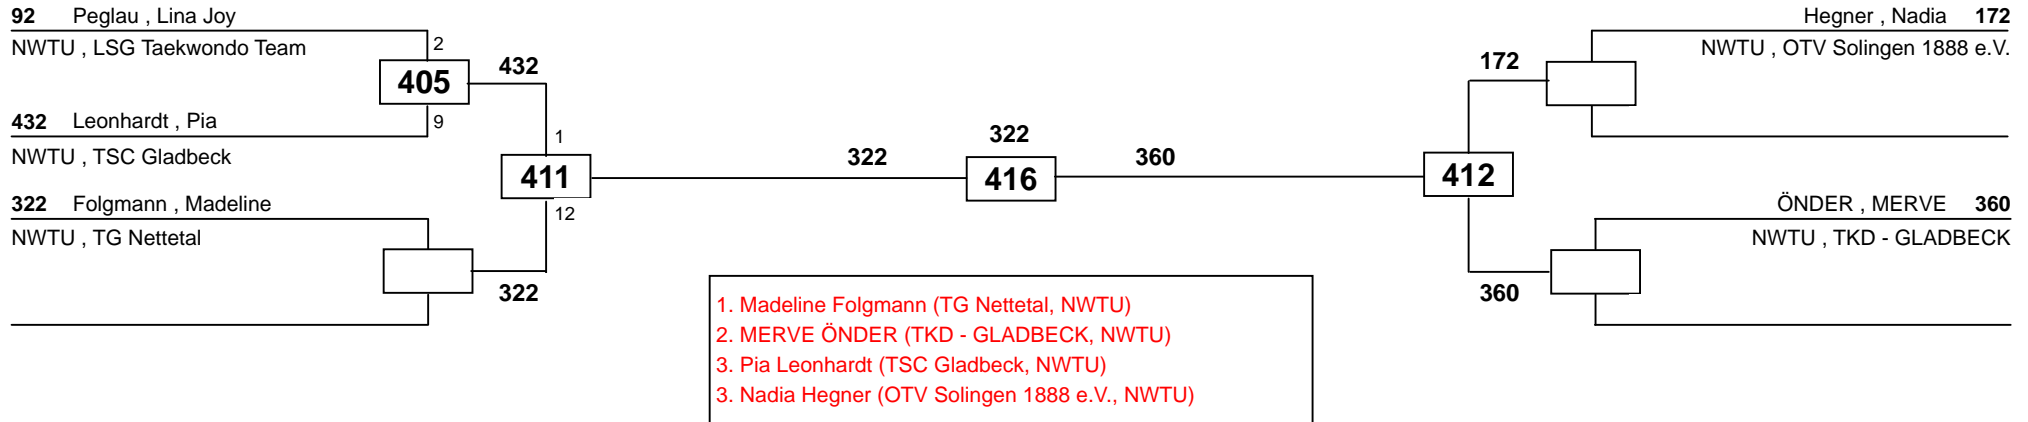 92 Peglau , Lina Joy
NWTU , LSG Taekwondo Team
2
405
432
9
432 Leonhardt , Pia
NWTU , TSC Gladbeck
1
411
12
322 Folgmann , Madeline
NWTU , TG Nettetal
322
322
322
416
360
Hegner , Nadia 172
NWTU , OTV Solingen 1888 e.V.
172
412
ÖNDER , MERVE 360
NWTU , TKD - GLADBECK
360
1. Madeline Folgmann (TG Nettetal, NWTU)
2. MERVE ÖNDER (TKD - GLADBECK, NWTU)
3. Pia Leonhardt (TSC Gladbeck, NWTU)
3. Nadia Hegner (OTV Solingen 1888 e.V., NWTU)